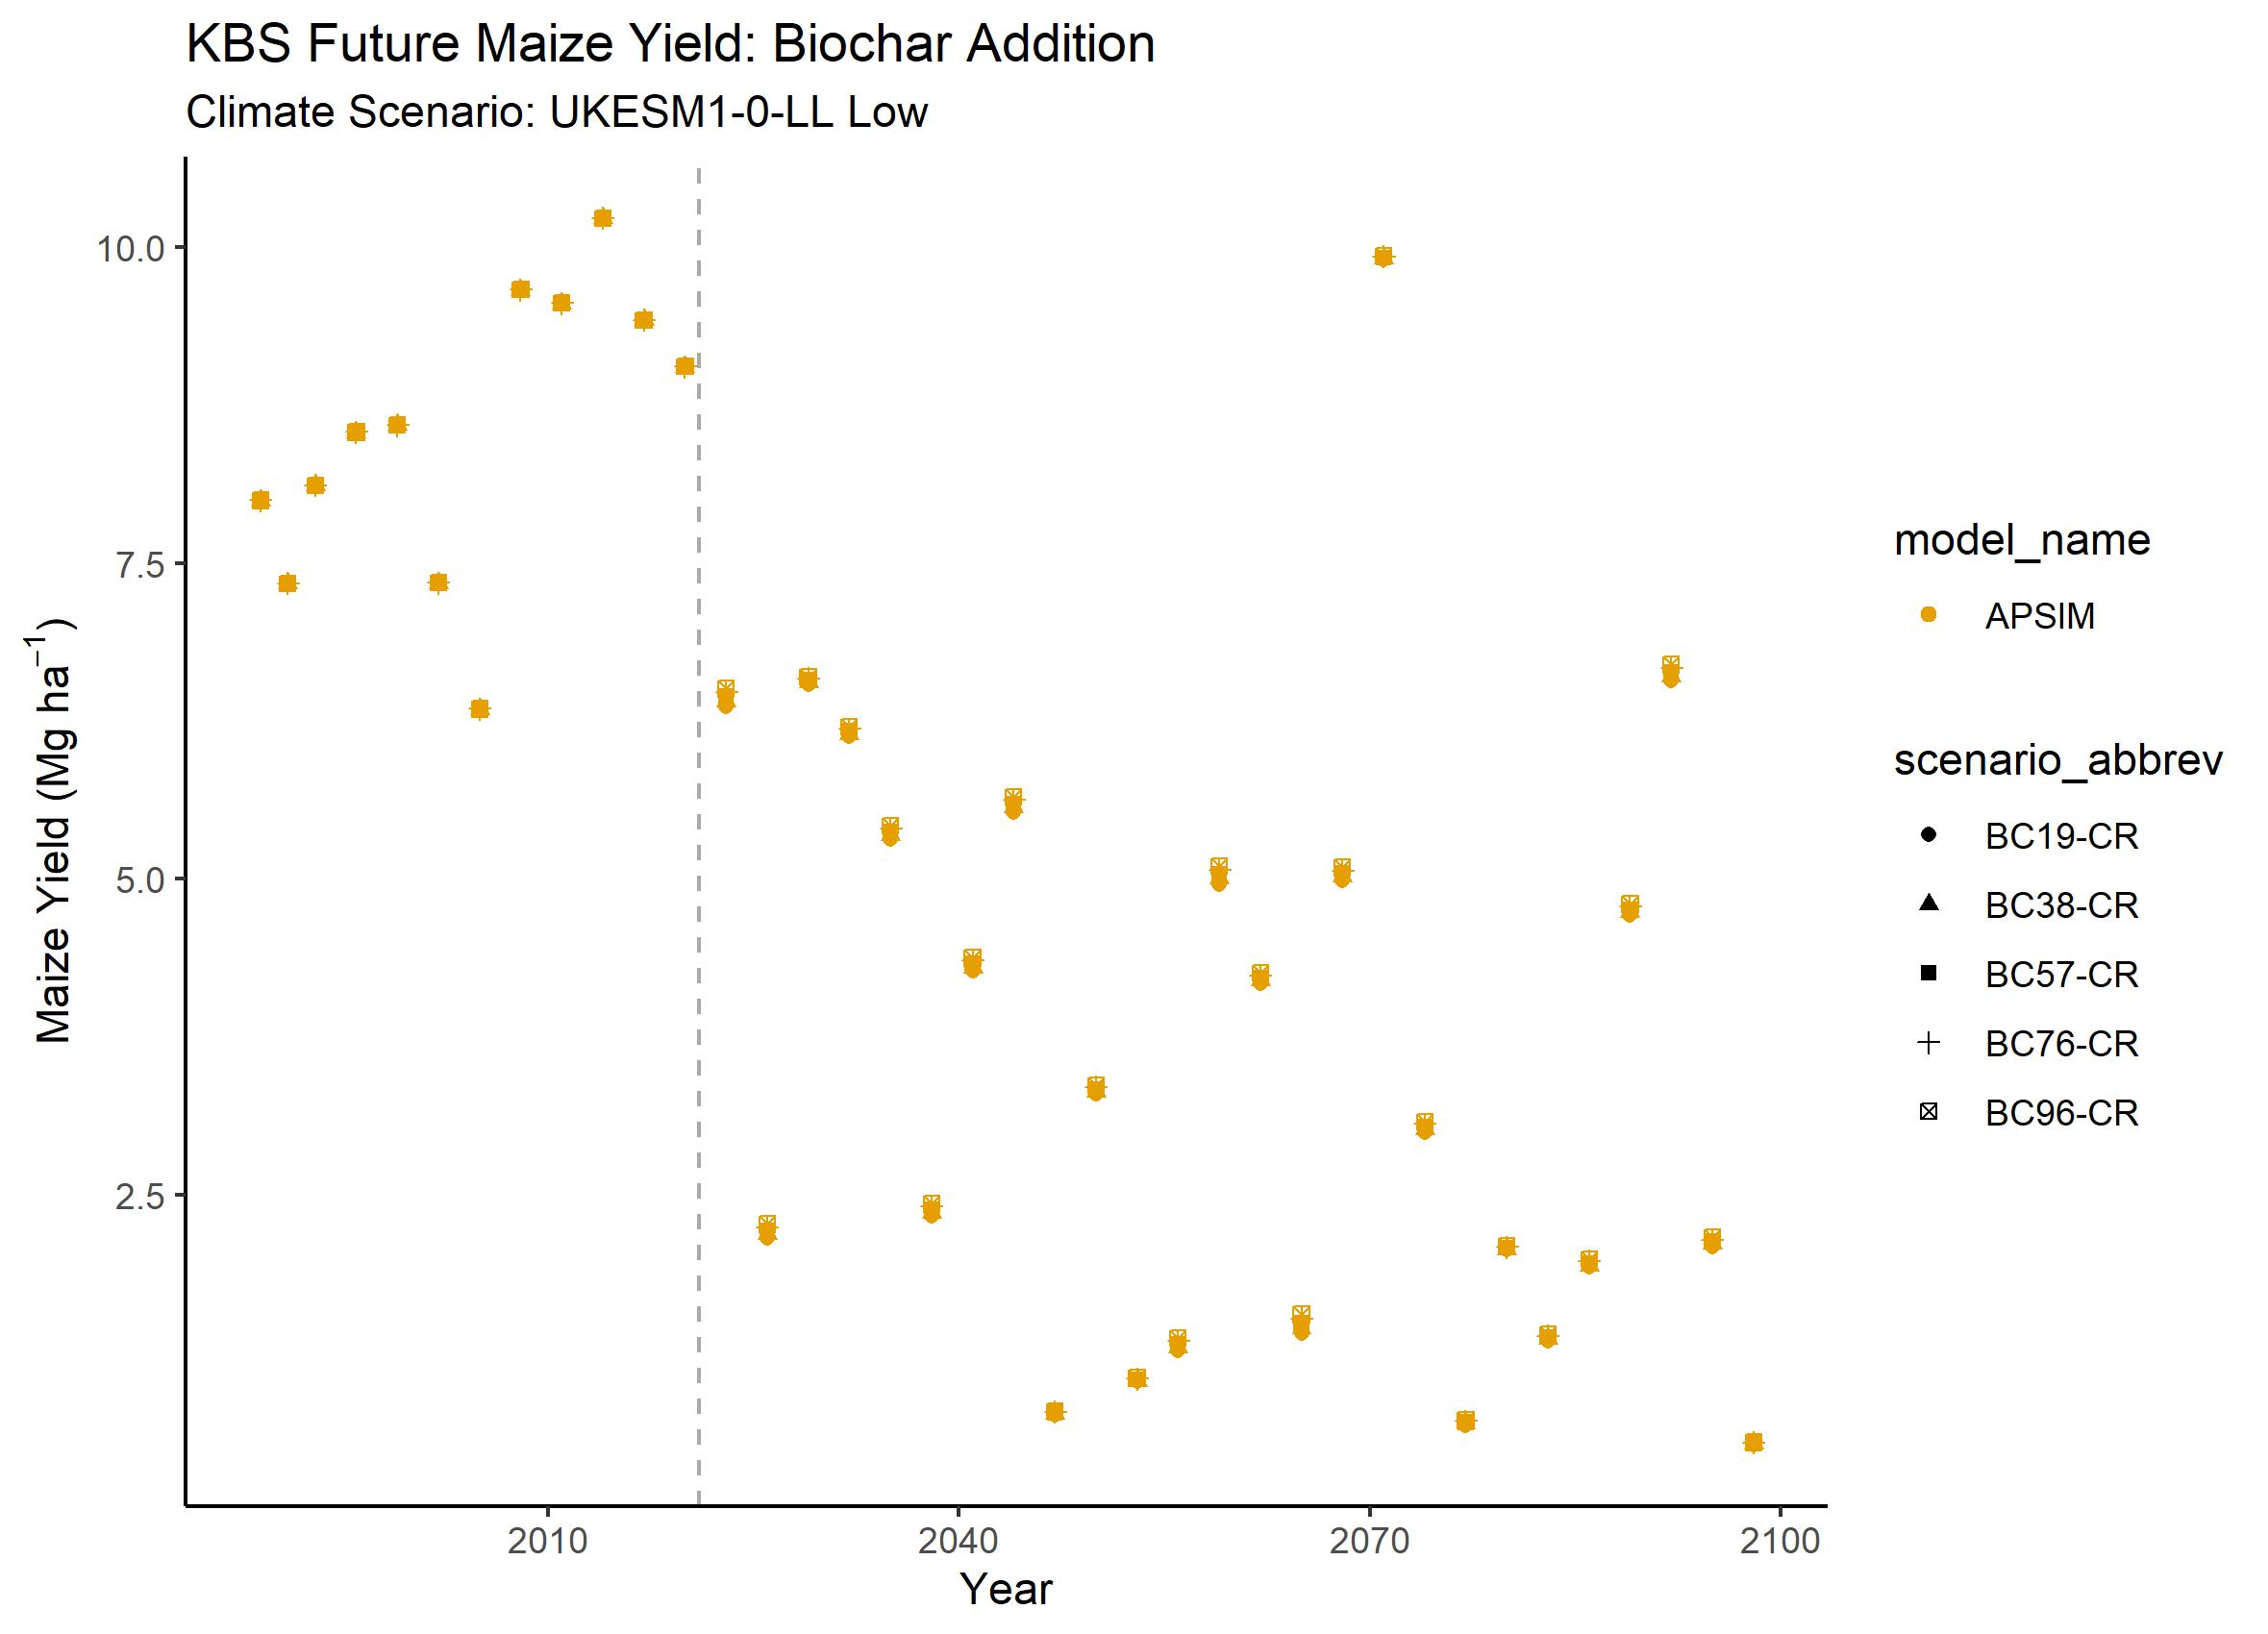 KBS Future Maize Yield: Biochar Addition
Climate Scenario: UKESM1-0-LL Low
Maize Yield (Mg ha⁻¹)
10.0
7.5
5.0
2.5
2010
2040
2070
2100
Year
model_name
APSIM
scenario_abbrev
BC19-CR
BC38-CR
BC57-CR
BC76-CR
BC96-CR